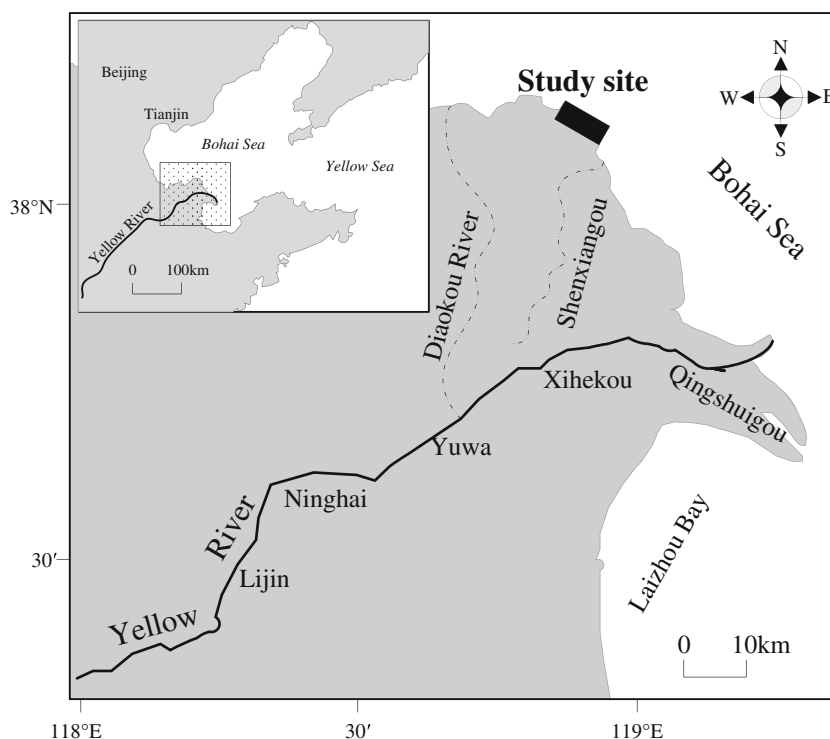 Beijing
Tianjin
Bohai Sea
Yellow Sea
Yellow River
0 100km
Study site
N
W E
S
Bohai Sea
38°N
Diaokou River
Shenxiangou
Xihekou
Qingshuigou
Yuwa
Ninghai
River
Lijin
Yellow
Laizhou Bay
30′
0 10km
118°E 30′ 119°E